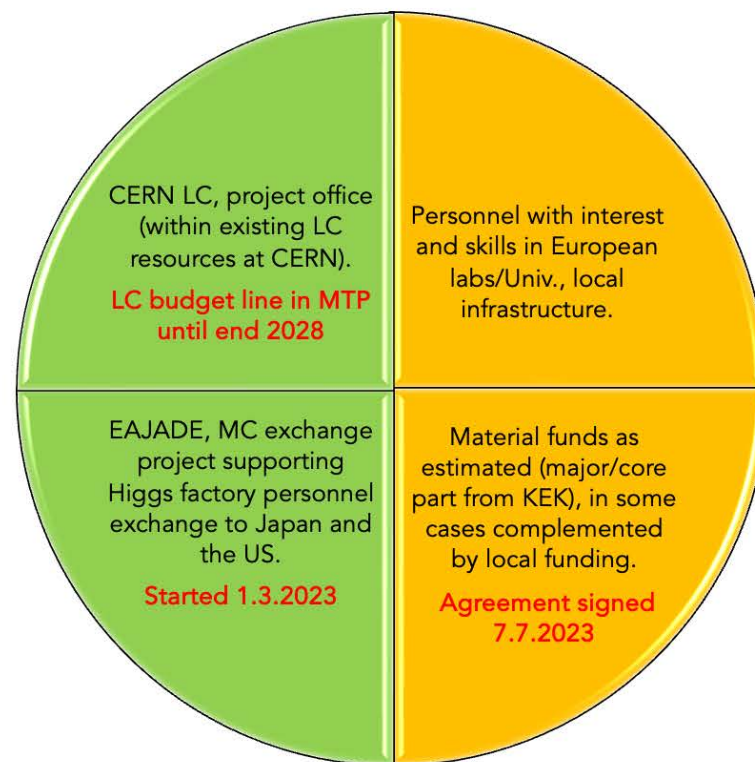 CERN LC, project office
(within existing LC
resources at CERN).
LC budget line in MTP
until end 2028
Personnel with interest
and skills in European
labs/Univ., local
infrastructure.
EAJADE, MC exchange
project supporting
Higgs factory personnel
exchange to Japan and
the US.
Started 1.3.2023
Material funds as
estimated (major/core
part from KEK), in some
cases complemented
by local funding.
Agreement signed
7.7.2023